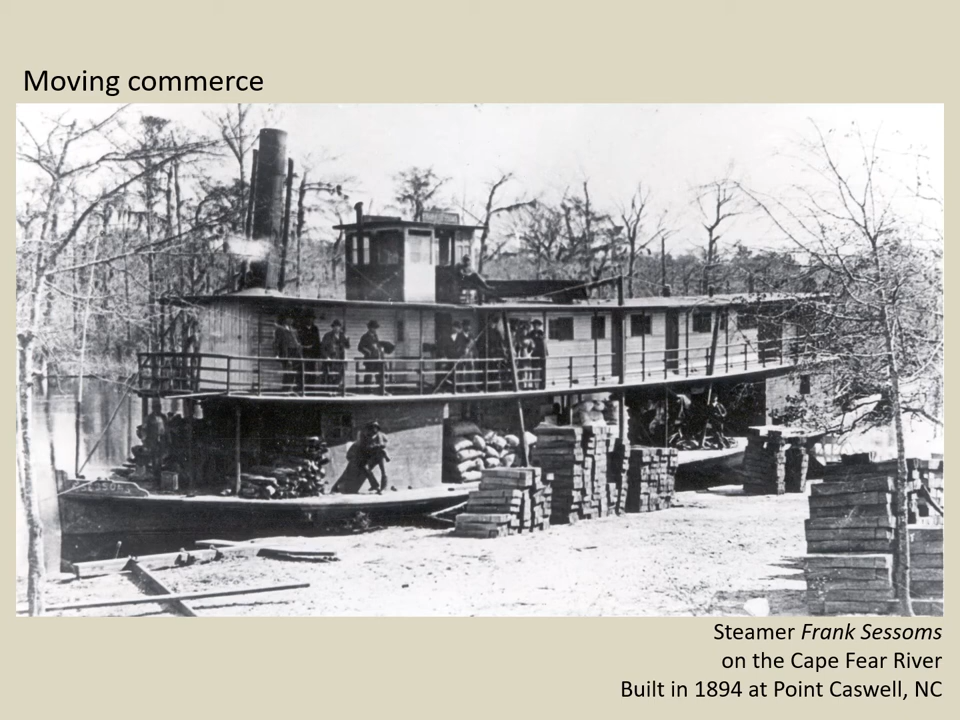 Moving commerce
Steamer Frank Sessoms
on the Cape Fear River
Built in 1894 at Point Caswell, NC